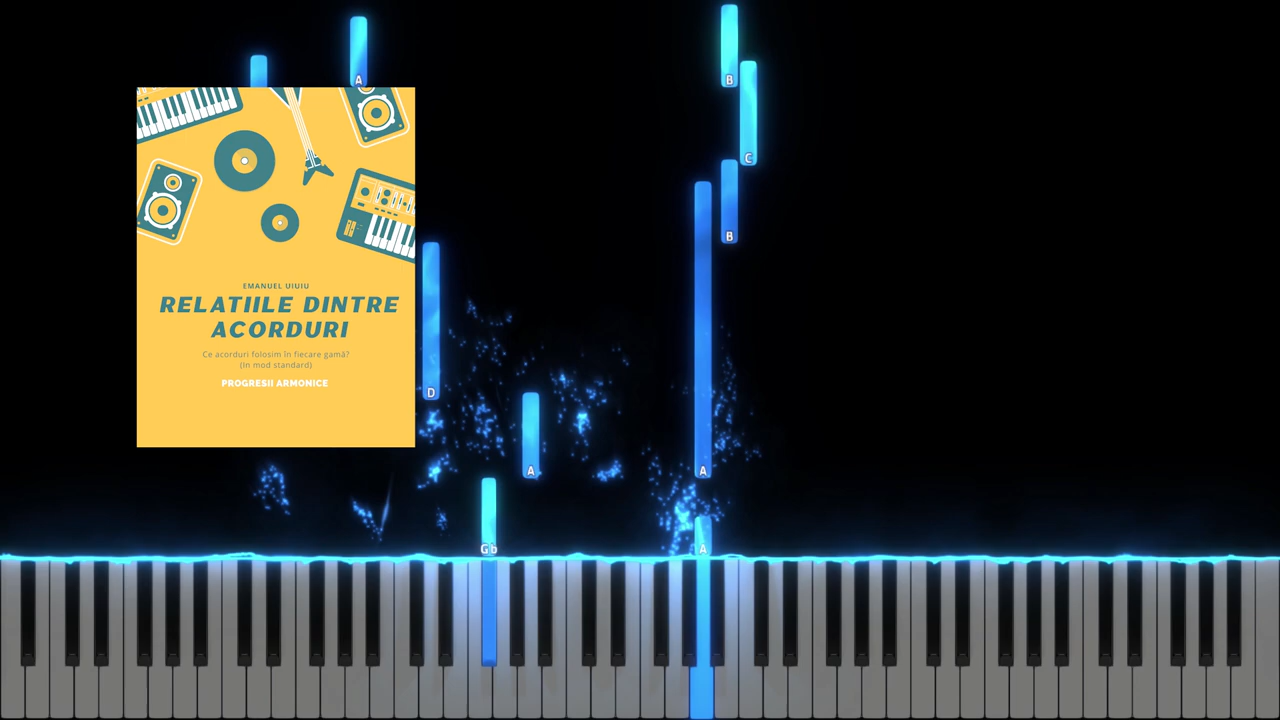 A
B
C
B
EMANUEL UIUIU
RELATIILE DINTRE
ACORDURI
Ce acorduri folosim în fiecare gamă?
(In mod standard)
PROGRESII ARMONICE
D
A
A
Gb
A